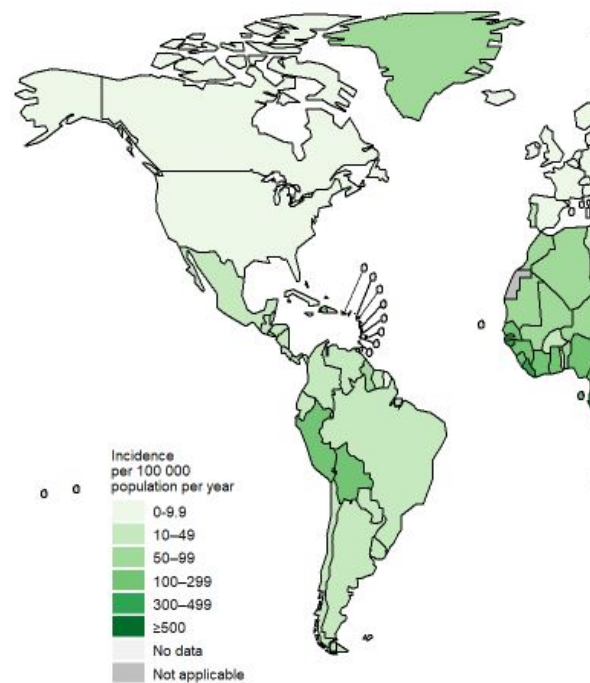 Incidence
per 100 000
population per year
0-9.9
10–49
50–99
100–299
300–499
≥500
No data
Not applicable